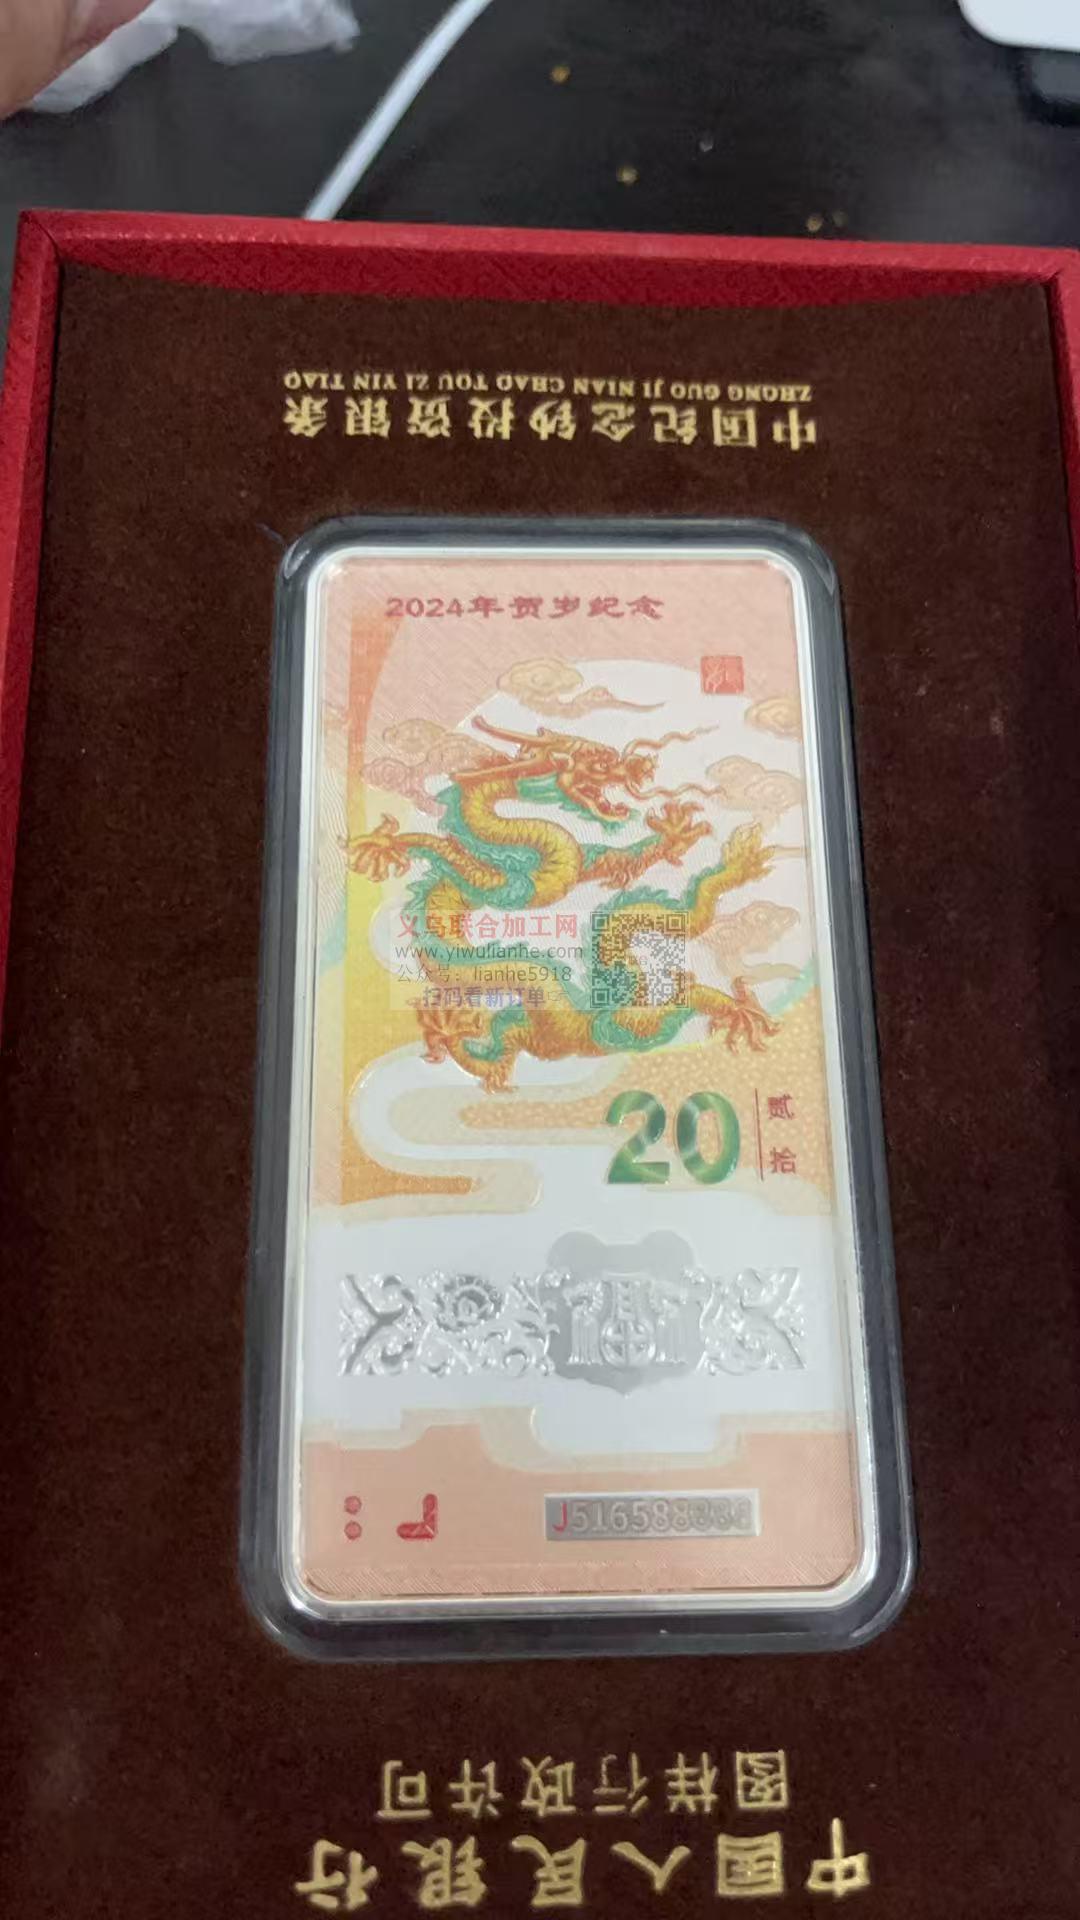 ZHONG GUO JI NIAN CHAO TOU ZI YIN TIAO
中国纪念钞投资银条
2024年贺岁纪念
义乌联合加工网
www.yiwulianhe.com
公众号：lianhe5918
扫码看新订单
20
贰拾
J516588888
图样行政许可
中国人民银行